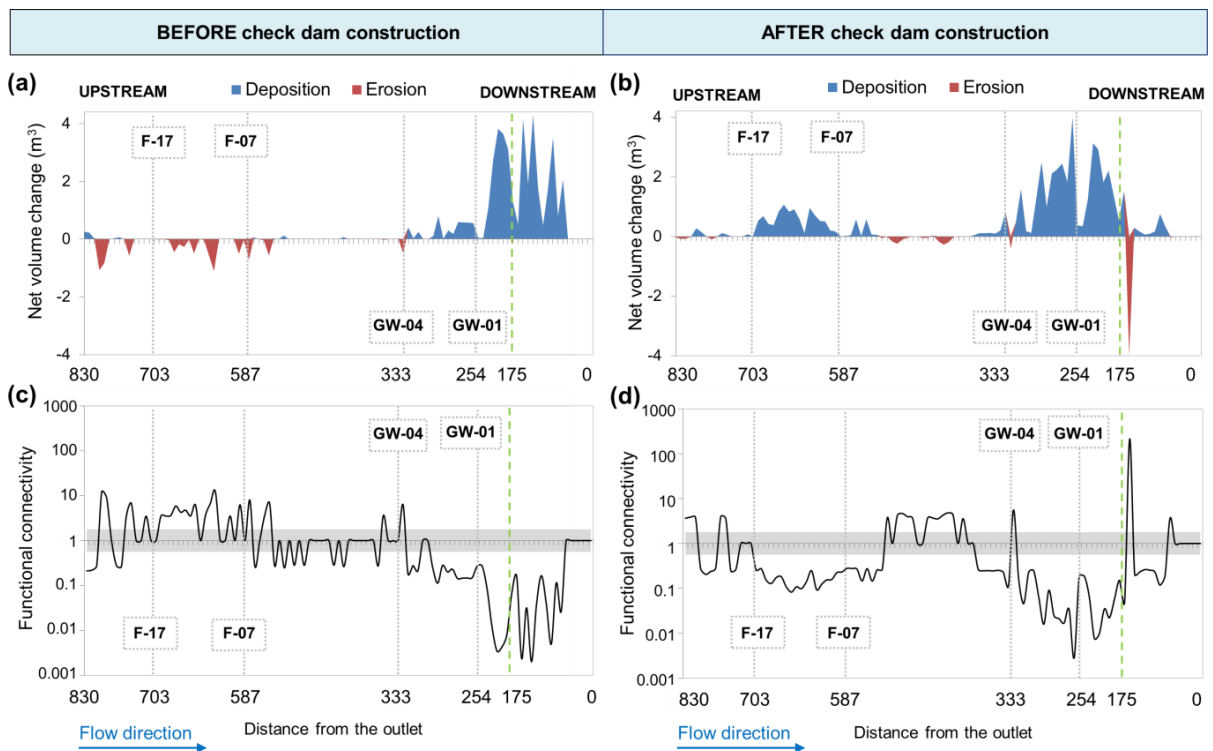 BEFORE check dam construction
AFTER check dam construction
(a)
Deposition
Erosion
UPSTREAM
DOWNSTREAM
Net volume change (m³)
4
2
0
-2
-4
F-17
F-07
GW-04
GW-01
830
703
587
333
254
175
0
(b)
Deposition
Erosion
UPSTREAM
DOWNSTREAM
Net volume change (m³)
4
2
0
-2
-4
F-17
F-07
GW-04
GW-01
830
703
587
333
254
175
0
(c)
Functional connectivity
1000
100
10
1
0.1
0.01
0.001
GW-04
GW-01
F-17
F-07
830
703
587
333
254
175
0
Distance from the outlet
Flow direction
(d)
Functional connectivity
1000
100
10
1
0.1
0.01
0.001
GW-04
GW-01
F-17
F-07
830
703
587
333
254
175
0
Distance from the outlet
Flow direction